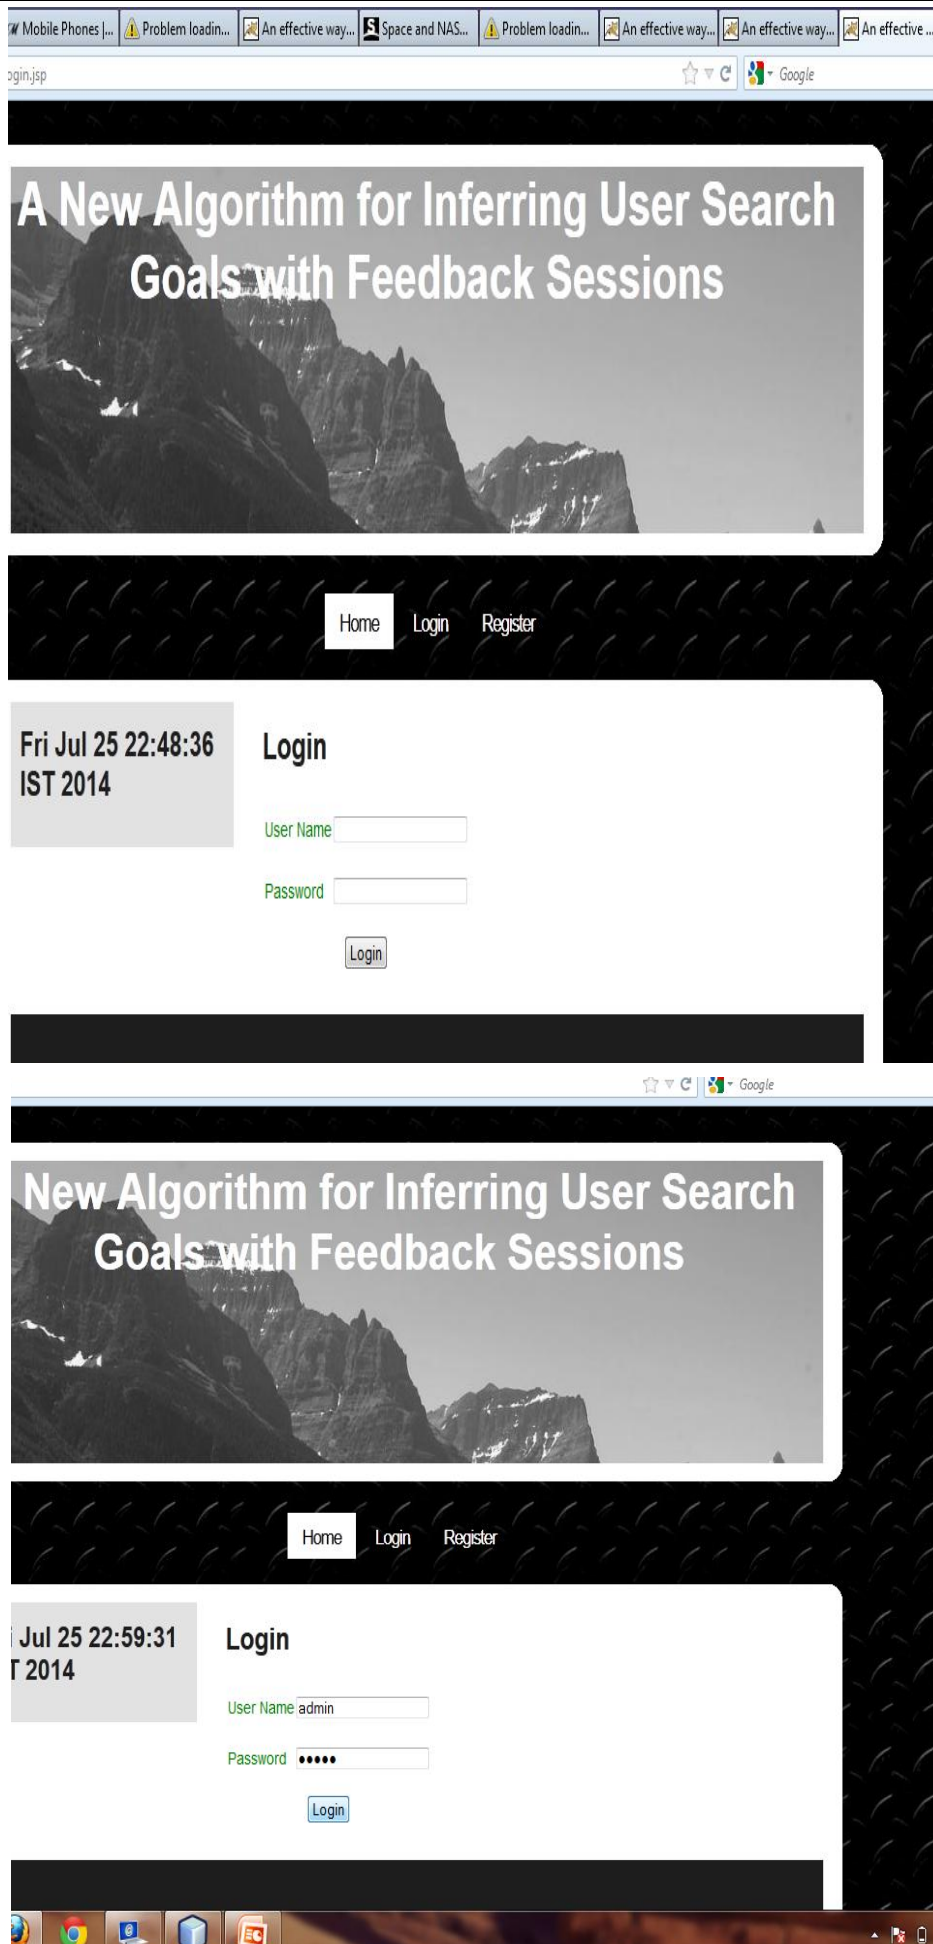 Mobile Phones |...
Problem loadin...
An effective way...
Space and NAS...
Problem loadin...
An effective way...
An effective way...
An effective ...
ogin.jsp
Google
A New Algorithm for Inferring User Search
Goals with Feedback Sessions
Home Login Register
Fri Jul 25 22:48:36
IST 2014
Login
User Name
Password
Login
Google
New Algorithm for Inferring User Search
Goals with Feedback Sessions
Home Login Register
Jul 25 22:59:31
T 2014
Login
User Name admin
Password •••••
Login